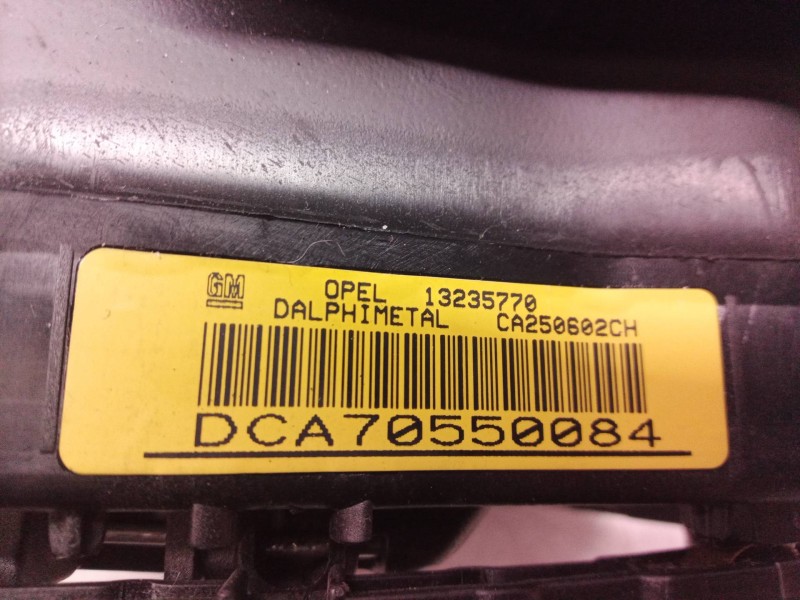 GM OPEL 13235770
DALPHIMETAL CA250602CH
DCA70550084